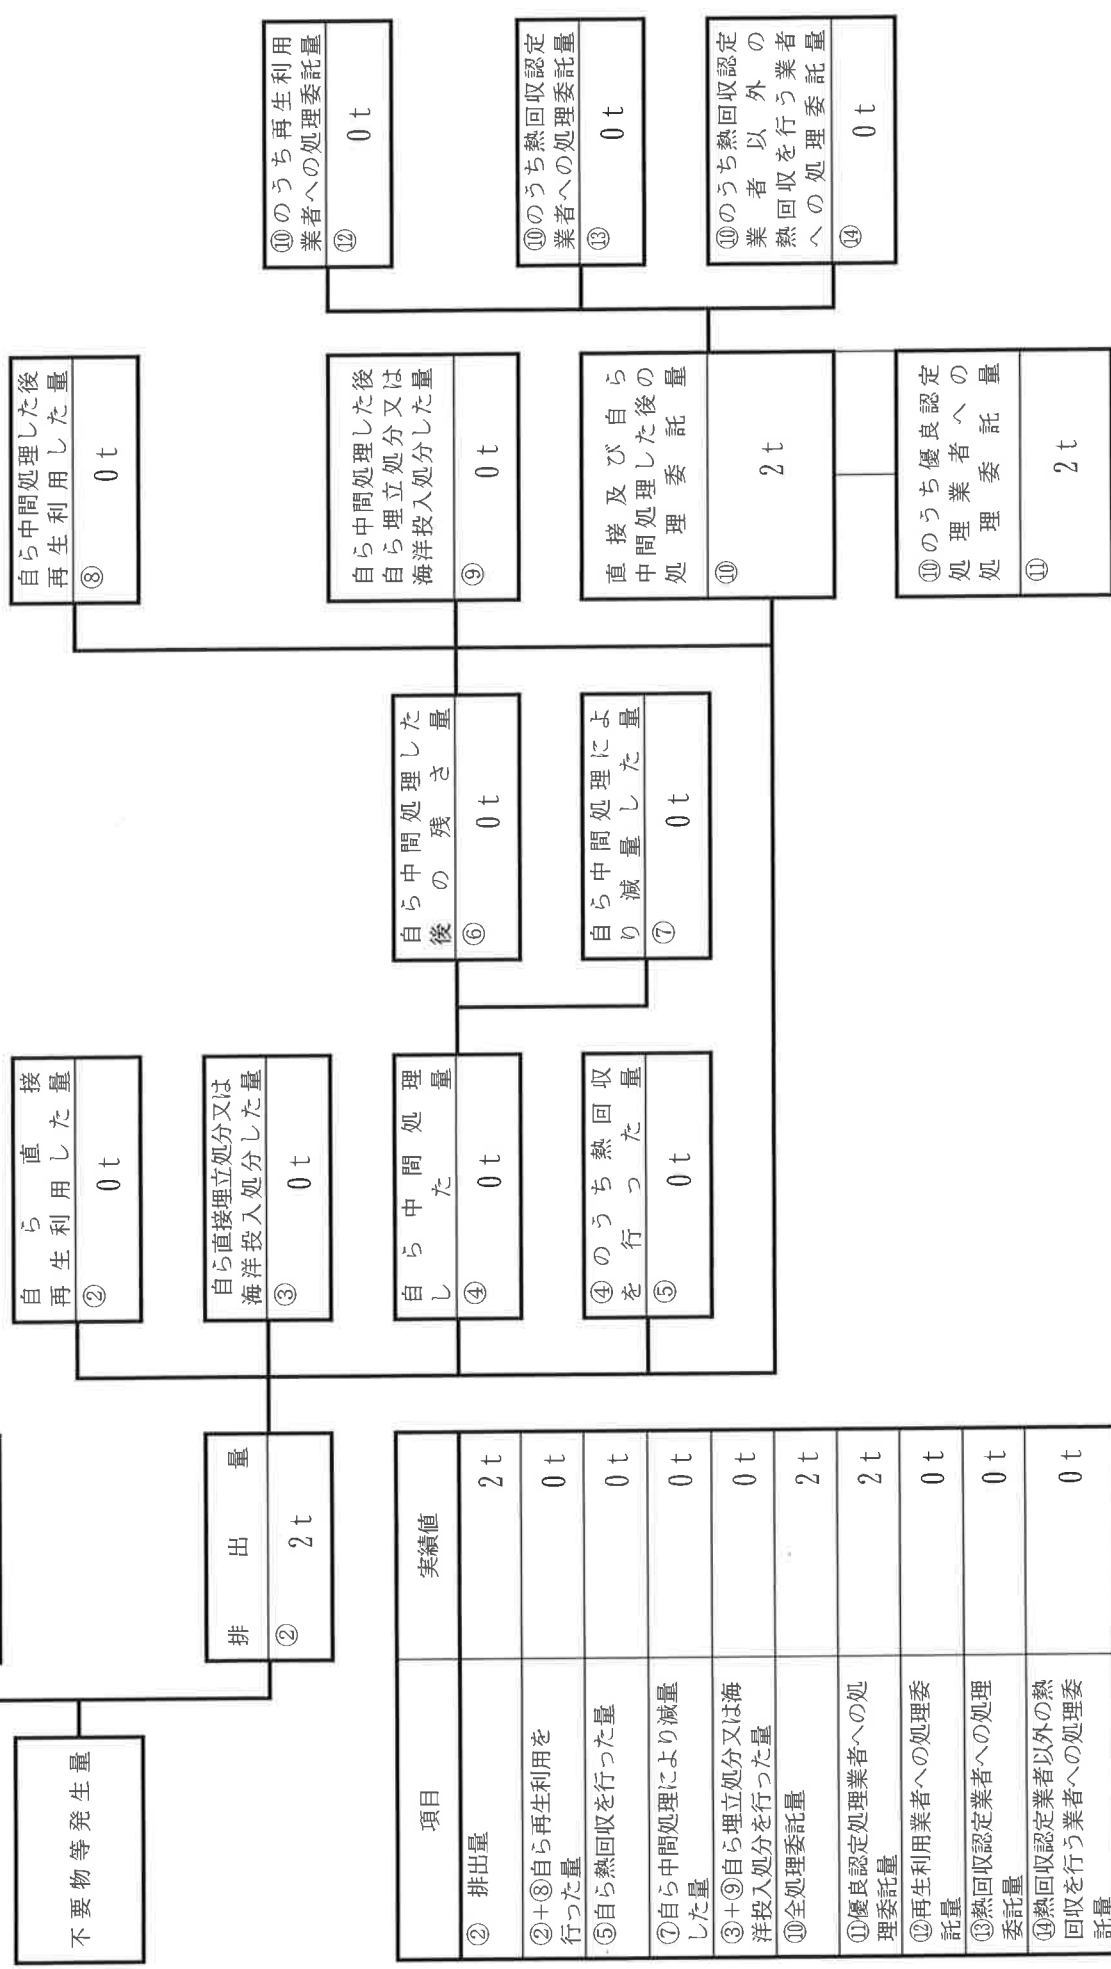 不要物等発生量
排出量
②
2t
自ら直接
再生利用した量
②
0t
自ら直接埋立処分又は
海洋投入処分した量
③
0t
自ら中間処理
した量
④
0t
④のうち熱回収
を行った量
⑤
0t
自ら中間処理した
後の残さ量
⑥
0t
自ら中間処理によ
り減量した量
⑦
0t
自ら中間処理した後
再生利用した量
⑧
0t
自ら中間処理した後
自ら埋立処分又は
海洋投入処分した量
⑨
0t
直接及び自ら
中間処理した後の
処理委託量
⑩
2t
⑩のうち優良認定
処理業者への
処理委託量
⑪
2t
⑩のうち再生利用
業者への処理委託量
⑫
0t
⑩のうち熱回収認定
業者への処理委託量
⑬
0t
⑩のうち熱回収認定
業者以外の
熱回収を行う業者
への処理委託量
⑭
0t
項目 実績値
② 排出量 2t
②+⑧自ら再生利用を
行った量 0t
⑤自ら熱回収を行った量 0t
⑦自ら中間処理により減量
した量 0t
③+⑨自ら埋立処分又は海
洋投入処分を行った量 0t
⑩全処理委託量 2t
⑪優良認定処理業者への処
理委託量 2t
⑫再生利用業者への処理委
託量 0t
⑬熱回収認定業者への処理
委託量 0t
⑭熱回収認定業者以外の熱
回収を行う業者への処理委
託量 0t